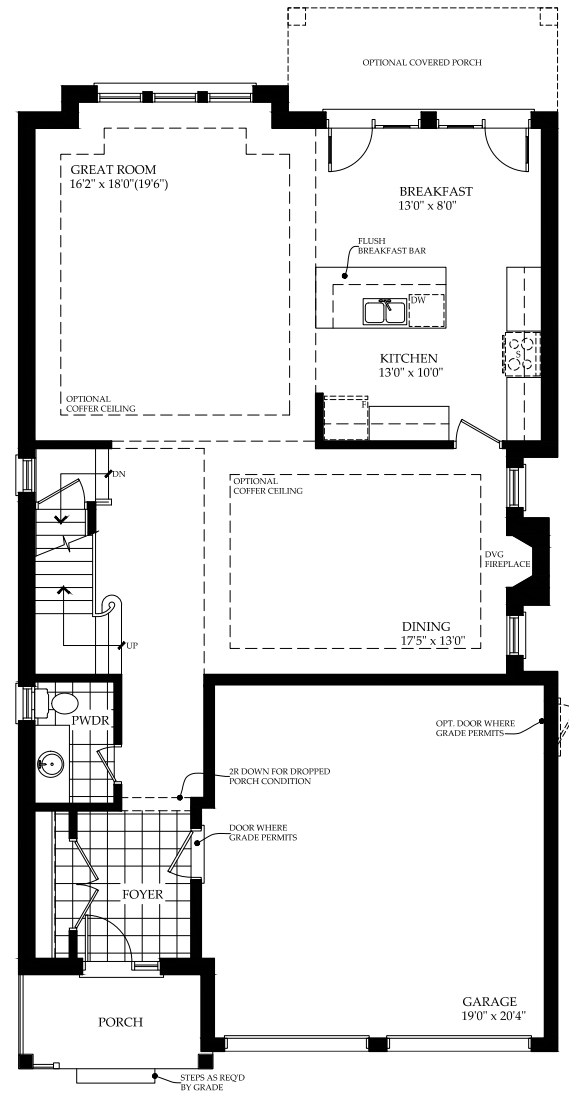 OPTIONAL COVERED PORCH
GREAT ROOM
16'2" x 18'0"(19'6")
BREAKFAST
13'0" x 8'0"
FLUSH
BREAKFAST BAR
DW
KITCHEN
13'0" x 10'0"
S
F
OPTIONAL
COFFER CEILING
DN
OPTIONAL
COFFER CEILING
DVG
FIREPLACE
DINING
17'5" x 13'0"
UP
PWDR
OPT. DOOR WHERE
GRADE PERMITS
2R DOWN FOR DROPPED
PORCH CONDITION
DOOR WHERE
GRADE PERMITS
FOYER
GARAGE
19'0" x 20'4"
PORCH
STEPS AS REQ'D
BY GRADE